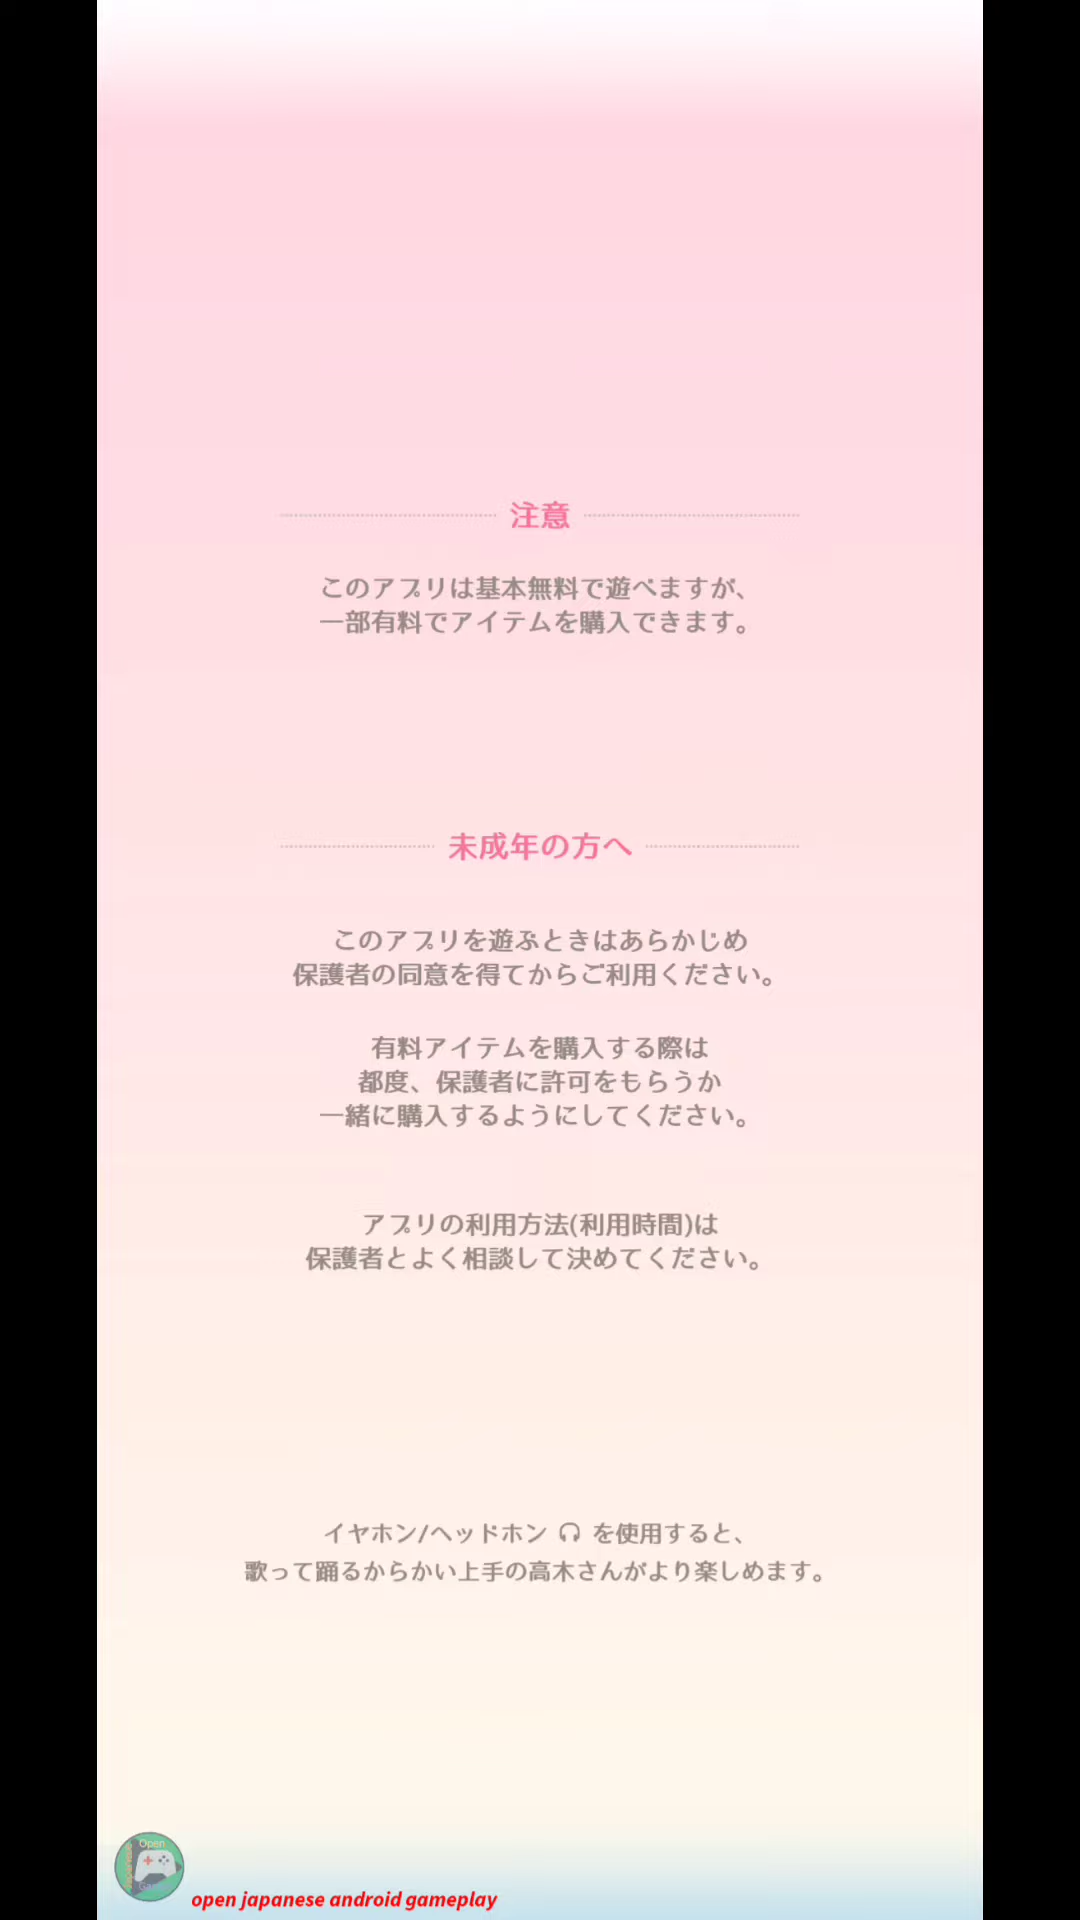 注意
このアプリは基本無料で遊べますが、
一部有料でアイテムを購入できます。
未成年の方へ
このアプリを遊ぶときはあらかじめ
保護者の同意を得てからご利用ください。
有料アイテムを購入する際は
都度、保護者に許可をもらうか
一緒に購入するようにしてください。
アプリの利用方法(利用時間)は
保護者とよく相談して決めてください。
イヤホン/ヘッドホン 🎧 を使用すると、
歌って踊るからかい上手の高木さんがより楽しめます。
Open
open japanese android gameplay